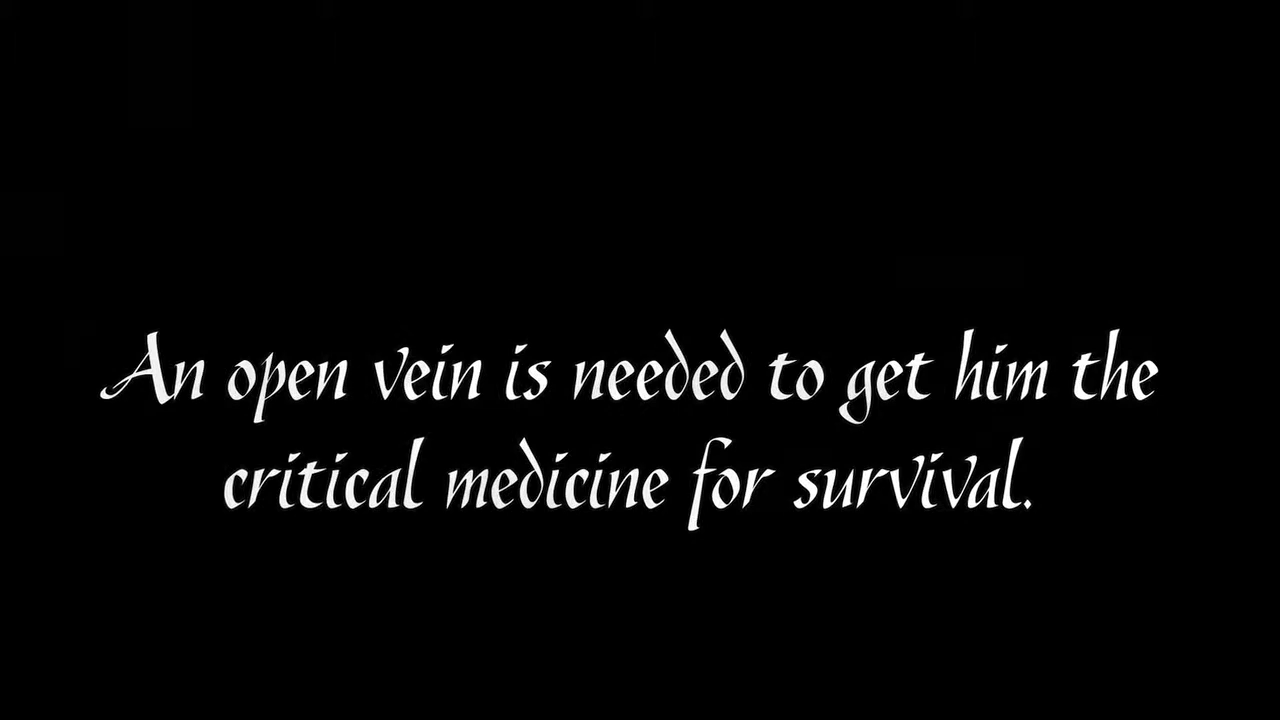 An open vein is needed to get him the
critical medicine for survival.